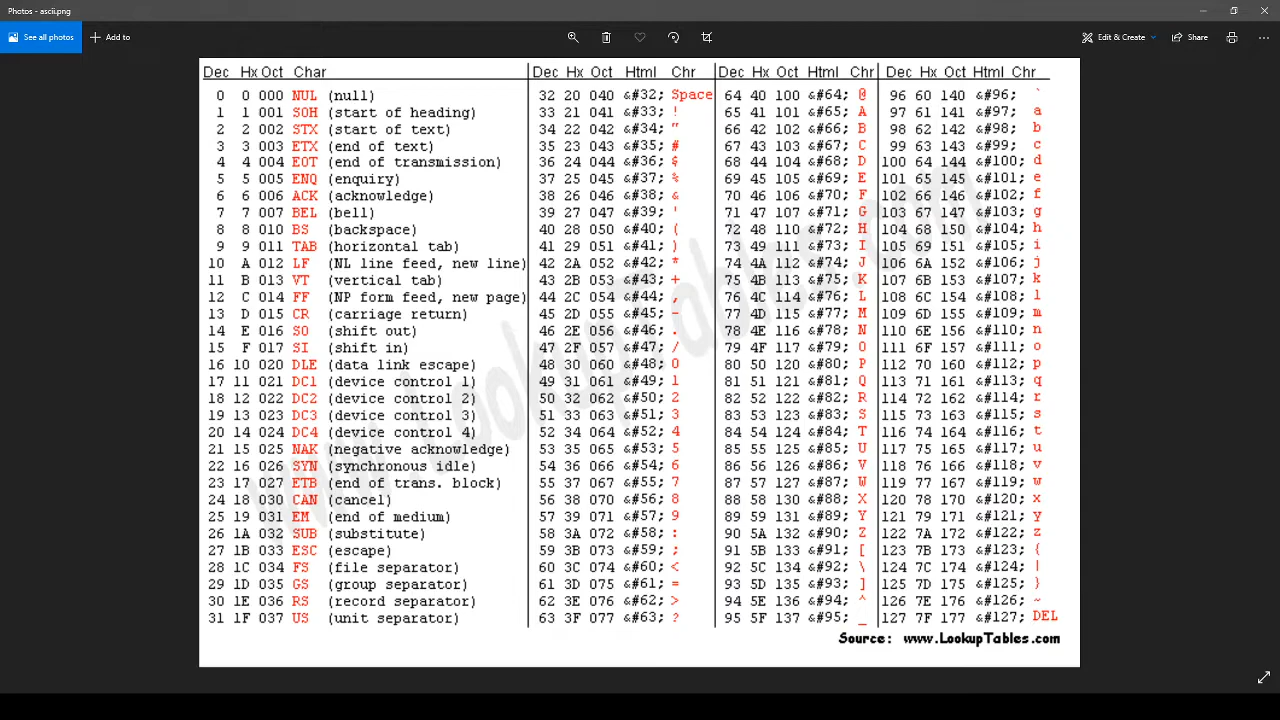 Photos - ascii.png
See all photos
Add to
Edit & Create
Share
Dec Hx Oct Char Dec Hx Oct Html Chr Dec Hx Oct Html Chr Dec Hx Oct Html Chr
0 0 000 NUL (null) 32 20 040 &#32; Space 64 40 100 &#64; @ 96 60 140 &#96; `
1 1 001 SOH (start of heading) 33 21 041 &#33; ! 65 41 101 &#65; A 97 61 141 &#97; a
2 2 002 STX (start of text) 34 22 042 &#34; " 66 42 102 &#66; B 98 62 142 &#98; b
3 3 003 ETX (end of text) 35 23 043 &#35; # 67 43 103 &#67; C 99 63 143 &#99; c
4 4 004 EOT (end of transmission) 36 24 044 &#36; $ 68 44 104 &#68; D 100 64 144 &#100; d
5 5 005 ENQ (enquiry) 37 25 045 &#37; % 69 45 105 &#69; E 101 65 145 &#101; e
6 6 006 ACK (acknowledge) 38 26 046 &#38; & 70 46 106 &#70; F 102 66 146 &#102; f
7 7 007 BEL (bell) 39 27 047 &#39; ' 71 47 107 &#71; G 103 67 147 &#103; g
8 8 010 BS (backspace) 40 28 050 &#40; ( 72 48 110 &#72; H 104 68 150 &#104; h
9 9 011 TAB (horizontal tab) 41 29 051 &#41; ) 73 49 111 &#73; I 105 69 151 &#105; i
10 A 012 LF (NL line feed, new line) 42 2A 052 &#42; * 74 4A 112 &#74; J 106 6A 152 &#106; j
11 B 013 VT (vertical tab) 43 2B 053 &#43; + 75 4B 113 &#75; K 107 6B 153 &#107; k
12 C 014 FF (NP form feed, new page) 44 2C 054 &#44; , 76 4C 114 &#76; L 108 6C 154 &#108; l
13 D 015 CR (carriage return) 45 2D 055 &#45; - 77 4D 115 &#77; M 109 6D 155 &#109; m
14 E 016 SO (shift out) 46 2E 056 &#46; . 78 4E 116 &#78; N 110 6E 156 &#110; n
15 F 017 SI (shift in) 47 2F 057 &#47; / 79 4F 117 &#79; O 111 6F 157 &#111; o
16 10 020 DLE (data link escape) 48 30 060 &#48; 0 80 50 120 &#80; P 112 70 160 &#112; p
17 11 021 DC1 (device control 1) 49 31 061 &#49; 1 81 51 121 &#81; Q 113 71 161 &#113; q
18 12 022 DC2 (device control 2) 50 32 062 &#50; 2 82 52 122 &#82; R 114 72 162 &#114; r
19 13 023 DC3 (device control 3) 51 33 063 &#51; 3 83 53 123 &#83; S 115 73 163 &#115; s
20 14 024 DC4 (device control 4) 52 34 064 &#52; 4 84 54 124 &#84; T 116 74 164 &#116; t
21 15 025 NAK (negative acknowledge) 53 35 065 &#53; 5 85 55 125 &#85; U 117 75 165 &#117; u
22 16 026 SYN (synchronous idle) 54 36 066 &#54; 6 86 56 126 &#86; V 118 76 166 &#118; v
23 17 027 ETB (end of trans. block) 55 37 067 &#55; 7 87 57 127 &#87; W 119 77 167 &#119; w
24 18 030 CAN (cancel) 56 38 070 &#56; 8 88 58 130 &#88; X 120 78 170 &#120; x
25 19 031 EM (end of medium) 57 39 071 &#57; 9 89 59 131 &#89; Y 121 79 171 &#121; y
26 1A 032 SUB (substitute) 58 3A 072 &#58; : 90 5A 132 &#90; Z 122 7A 172 &#122; z
27 1B 033 ESC (escape) 59 3B 073 &#59; ; 91 5B 133 &#91; [ 123 7B 173 &#123; {
28 1C 034 FS (file separator) 60 3C 074 &#60; < 92 5C 134 &#92; \ 124 7C 174 &#124; |
29 1D 035 GS (group separator) 61 3D 075 &#61; = 93 5D 135 &#93; ] 125 7D 175 &#125; }
30 1E 036 RS (record separator) 62 3E 076 &#62; > 94 5E 136 &#94; ^ 126 7E 176 &#126; ~
31 1F 037 US (unit separator) 63 3F 077 &#63; ? 95 5F 137 &#95; _ 127 7F 177 &#127; DEL
Source: www.LookupTables.com
www.LookupTables.com